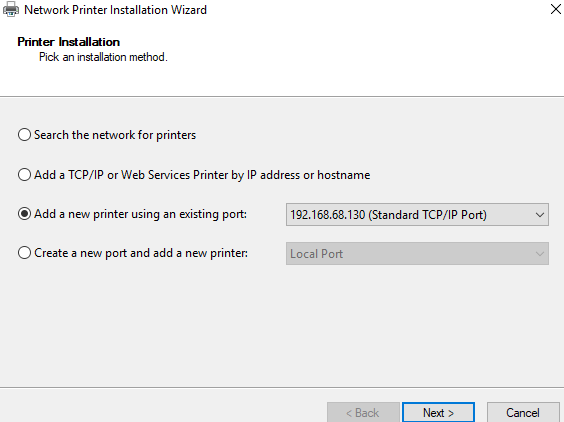 Network Printer Installation Wizard
Printer Installation
Pick an installation method.
Search the network for printers
Add a TCP/IP or Web Services Printer by IP address or hostname
Add a new printer using an existing port: 192.168.68.130 (Standard TCP/IP Port)
Create a new port and add a new printer: Local Port
< Back Next > Cancel